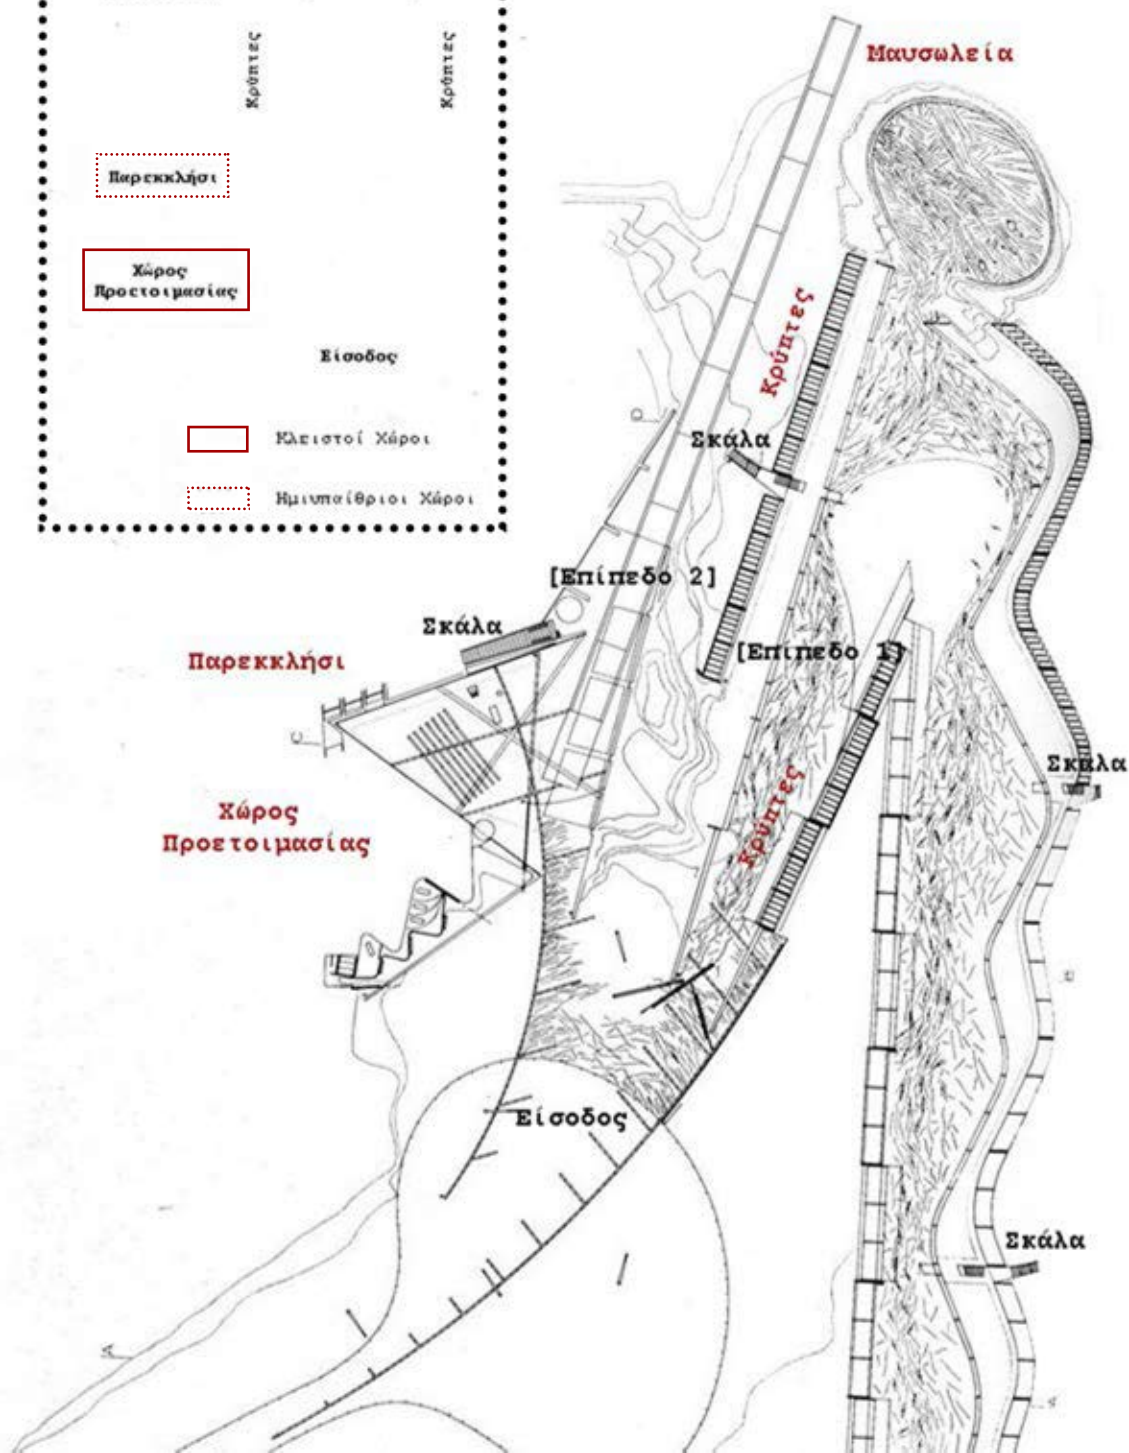 Κρύπτες
Κρύπτες
Παρεκκλήσι
Χώρος
Προετοιμασίας
Είσοδος
Κλειστοί Χώροι
Ημιυπαίθριοι Χώροι
Μαυσωλεία
Κρύπτες
Σκάλα
[Επίπεδο 2]
Σκάλα
[Επίπεδο 1]
Παρεκκλήσι
Σκάλα
Κρύπτες
Χώρος
Προετοιμασίας
Είσοδος
Σκάλα